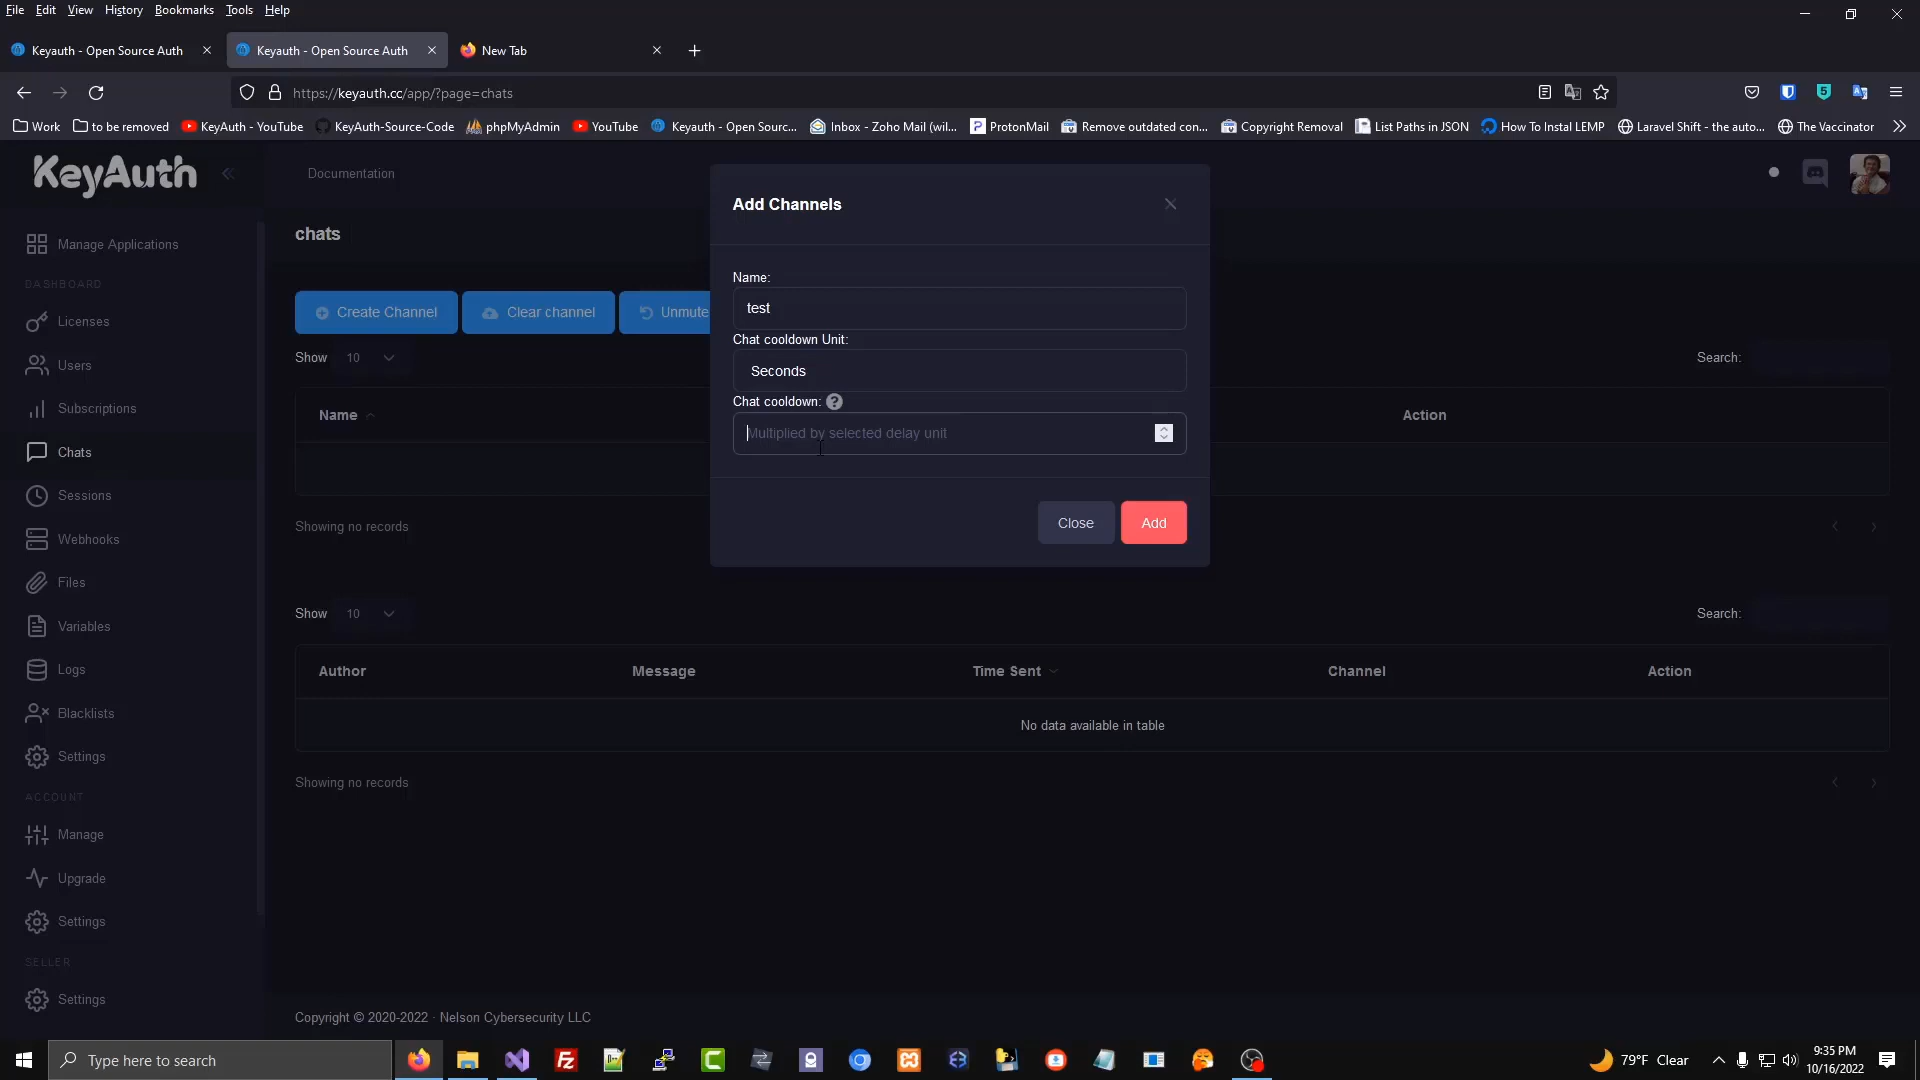 File Edit View History Bookmarks Tools Help
Keyauth - Open Source Auth Keyauth - Open Source Auth New Tab
https://keyauth.cc/app/?page=chats
Work to be removed KeyAuth - YouTube KeyAuth-Source-Code phpMyAdmin YouTube Keyauth - Open Sourc... Inbox - Zoho Mail (wil... ProtonMail Remove outdated con... Copyright Removal List Paths in JSON How To Instal LEMP Laravel Shift - the auto... The Vaccinator
KeyAuth
Documentation
Manage Applications
DASHBOARD
Licenses
Users
Subscriptions
Chats
Sessions
Webhooks
Files
Variables
Logs
Blacklists
Settings
ACCOUNT
Manage
Upgrade
Settings
SELLER
Settings
chats
Create Channel Clear channel Unmute
Show 10 Search:
Name Action
Showing no records
Add Channels
Name:
test
Chat cooldown Unit:
Seconds
Chat cooldown: ?
Multiplied by selected delay unit
Close Add
Show 10 Search:
Author Message Time Sent Channel Action
No data available in table
Showing no records
Copyright © 2020-2022 - Nelson Cybersecurity LLC
Type here to search
79°F Clear
9:35 PM
10/16/2022